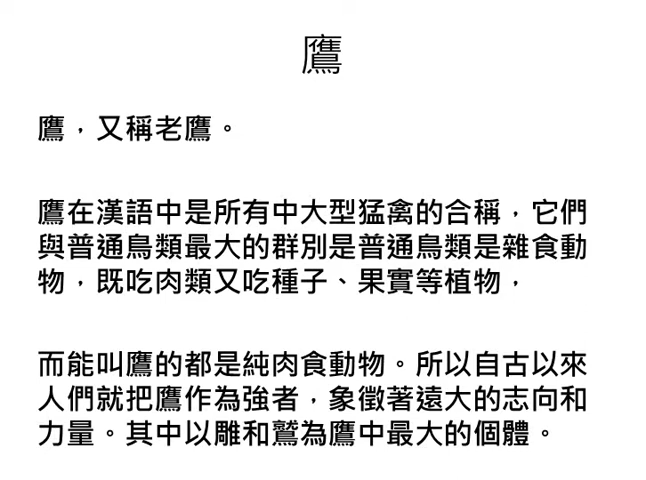 鷹
鷹，又稱老鷹。
鷹在漢語中是所有中大型猛禽的合稱，它們
與普通鳥類最大的群別是普通鳥類是雜食動
物，既吃肉類又吃種子、果實等植物，
而能叫鷹的都是純肉食動物。所以自古以來
人們就把鷹作為強者，象徵著遠大的志向和
力量。其中以雕和鷲為鷹中最大的個體。